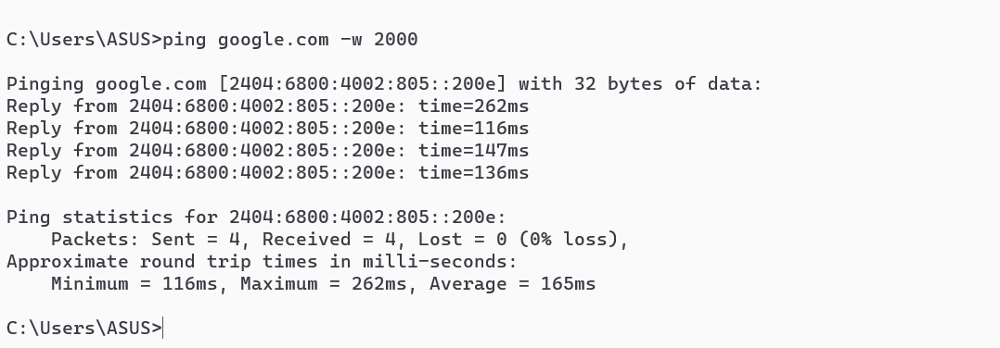 C:\Users\ASUS>ping google.com -w 2000
Pinging google.com [2404:6800:4002:805::200e] with 32 bytes of data:
Reply from 2404:6800:4002:805::200e: time=262ms
Reply from 2404:6800:4002:805::200e: time=116ms
Reply from 2404:6800:4002:805::200e: time=147ms
Reply from 2404:6800:4002:805::200e: time=136ms
Ping statistics for 2404:6800:4002:805::200e:
    Packets: Sent = 4, Received = 4, Lost = 0 (0% loss),
Approximate round trip times in milli-seconds:
    Minimum = 116ms, Maximum = 262ms, Average = 165ms
C:\Users\ASUS>